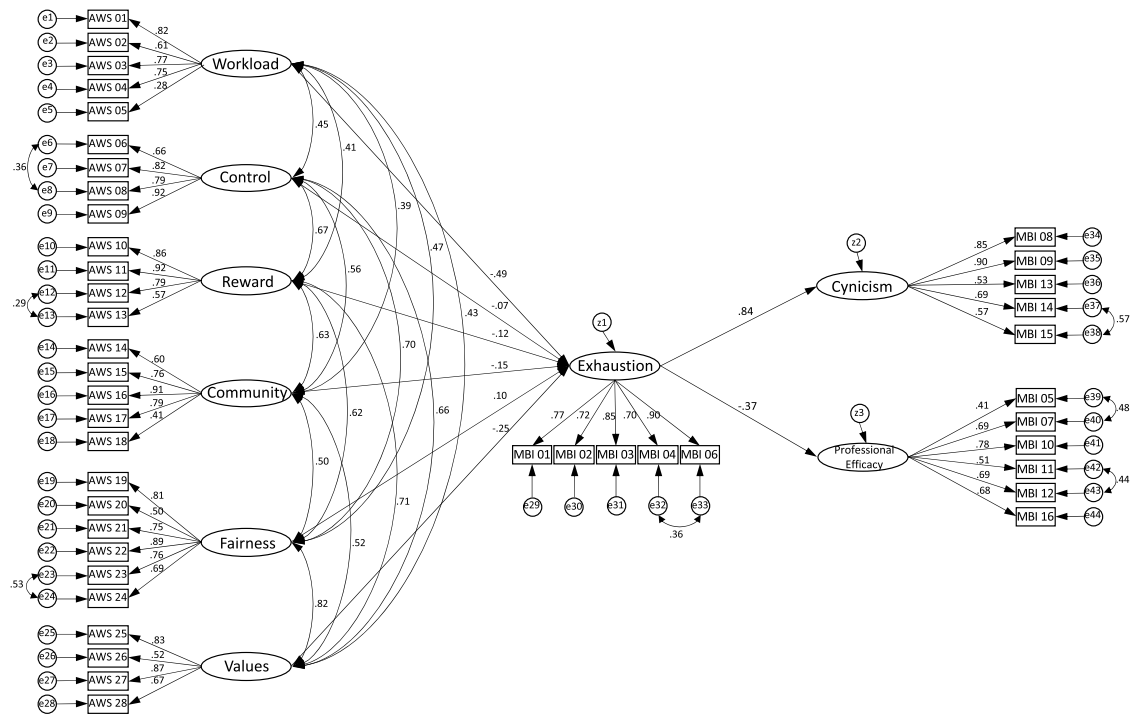 e1 AWS 01
e2 AWS 02
e3 AWS 03
e4 AWS 04
e5 AWS 05
.82
.61
.77
.75
.28
Workload
e6 AWS 06
e7 AWS 07
e8 AWS 08
e9 AWS 09
.36
.66
.82
.79
.92
Control
e10 AWS 10
e11 AWS 11
e12 AWS 12
e13 AWS 13
.29
.86
.92
.79
.57
Reward
e14 AWS 14
e15 AWS 15
e16 AWS 16
e17 AWS 17
e18 AWS 18
.60
.76
.91
.79
.41
Community
e19 AWS 19
e20 AWS 20
e21 AWS 21
e22 AWS 22
e23 AWS 23
e24 AWS 24
.53
.81
.50
.75
.89
.76
.69
Fairness
e25 AWS 25
e26 AWS 26
e27 AWS 27
e28 AWS 28
.83
.52
.87
.67
Values
.45
.41
.39
.47
.43
.67
.56
.70
.66
.63
.62
.71
.50
.52
.82
-.49
-.07
-.12
-.15
.10
-.25
z1
Exhaustion
.77 .72 .85 .70 .90
MBI 01 MBI 02 MBI 03 MBI 04 MBI 06
e29 e30 e31 e32 e33
.36
.84
-.37
z2
Cynicism
.85
.90
.53
.69
.57
MBI 08 e34
MBI 09 e35
MBI 13 e36
MBI 14 e37
MBI 15 e38
.57
z3
Professional
Efficacy
.41
.69
.78
.51
.69
.68
MBI 05 e39
MBI 07 e40
MBI 10 e41
MBI 11 e42
MBI 12 e43
MBI 16 e44
.48
.44